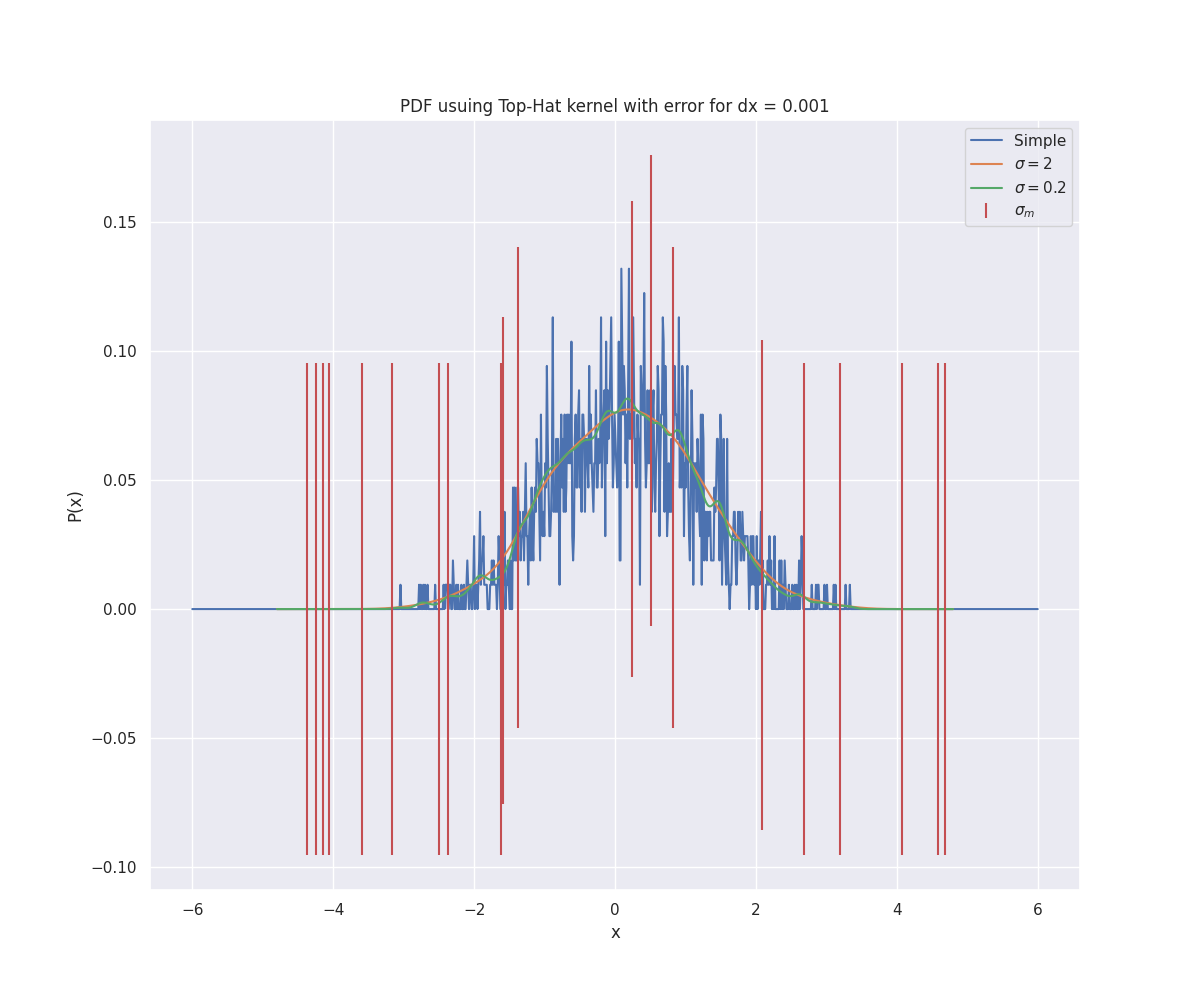 PDF usuing Top-Hat kernel with error for dx = 0.001
Simple
σ = 2
σ = 0.2
σₘ
0.15
0.10
0.05
0.00
−0.05
−0.10
P(x)
−6 −4 −2 0 2 4 6
x